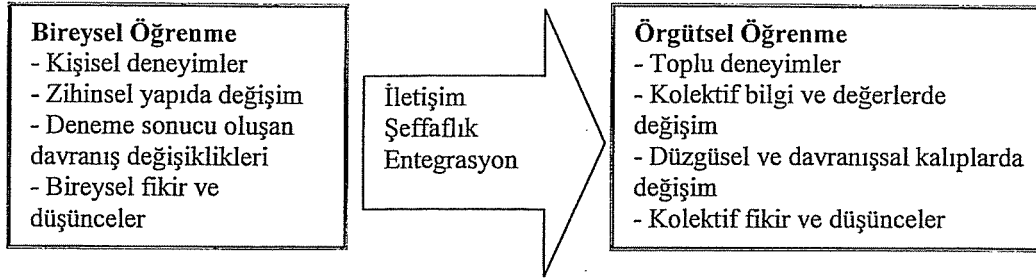 Bireysel Öğrenme
- Kişisel deneyimler
- Zihinsel yapıda değişim
- Deneme sonucu oluşan
davranış değişiklikleri
- Bireysel fikir ve
düşünceler
İletişim
Şeffaflık
Entegrasyon
Örgütsel Öğrenme
- Toplu deneyimler
- Kolektif bilgi ve değerlerde
değişim
- Düzgüsel ve davranışsal kalıplarda
değişim
- Kolektif fikir ve düşünceler